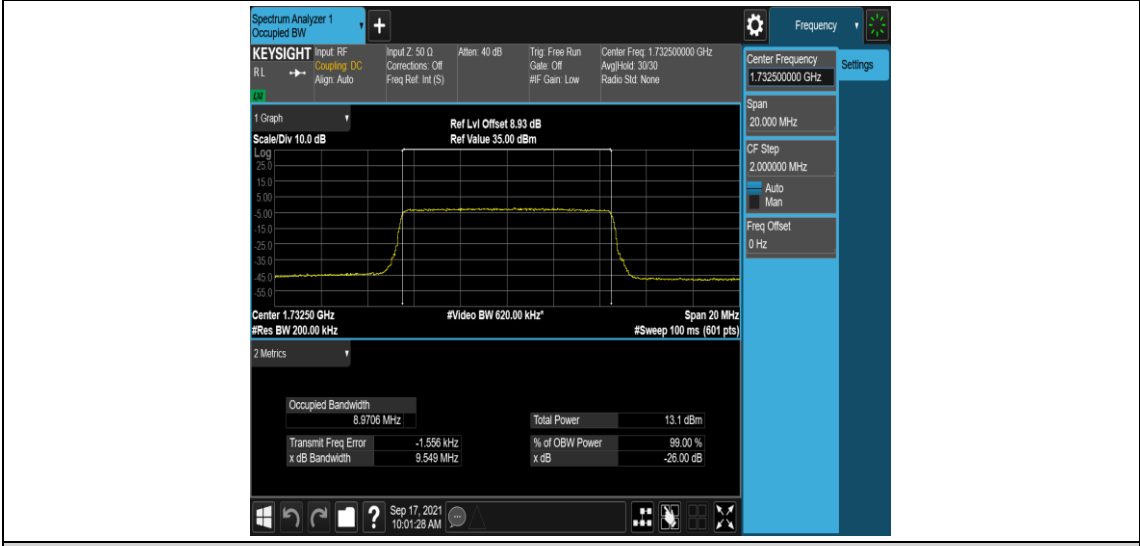 Spectrum Analyzer 1
Occupied BW
Frequency
KEYSIGHT
R L
LM
Input: RF
Coupling: DC
Align: Auto
Input Z: 50 Ω
Corrections: Off
Freq Ref: Int (S)
Atten: 40 dB
Trig: Free Run
Gate: Off
#IF Gain: Low
Center Freq: 1.732500000 GHz
Avg|Hold: 30/30
Radio Std: None
1 Graph
Scale/Div 10.0 dB
Ref Lvl Offset 8.93 dB
Ref Value 35.00 dBm
Log
25.0
15.0
5.00
-5.00
-15.0
-25.0
-35.0
-45.0
-55.0
Center 1.73250 GHz
#Video BW 620.00 kHz*
Span 20 MHz
#Res BW 200.00 kHz
#Sweep 100 ms (601 pts)
2 Metrics
Occupied Bandwidth
8.9706 MHz
Total Power 13.1 dBm
Transmit Freq Error -1.556 kHz
% of OBW Power 99.00 %
x dB Bandwidth 9.549 MHz
x dB -26.00 dB
Sep 17, 2021
10:01:28 AM
Center Frequency
1.732500000 GHz
Settings
Span
20.000 MHz
CF Step
2.000000 MHz
Auto
Man
Freq Offset
0 Hz